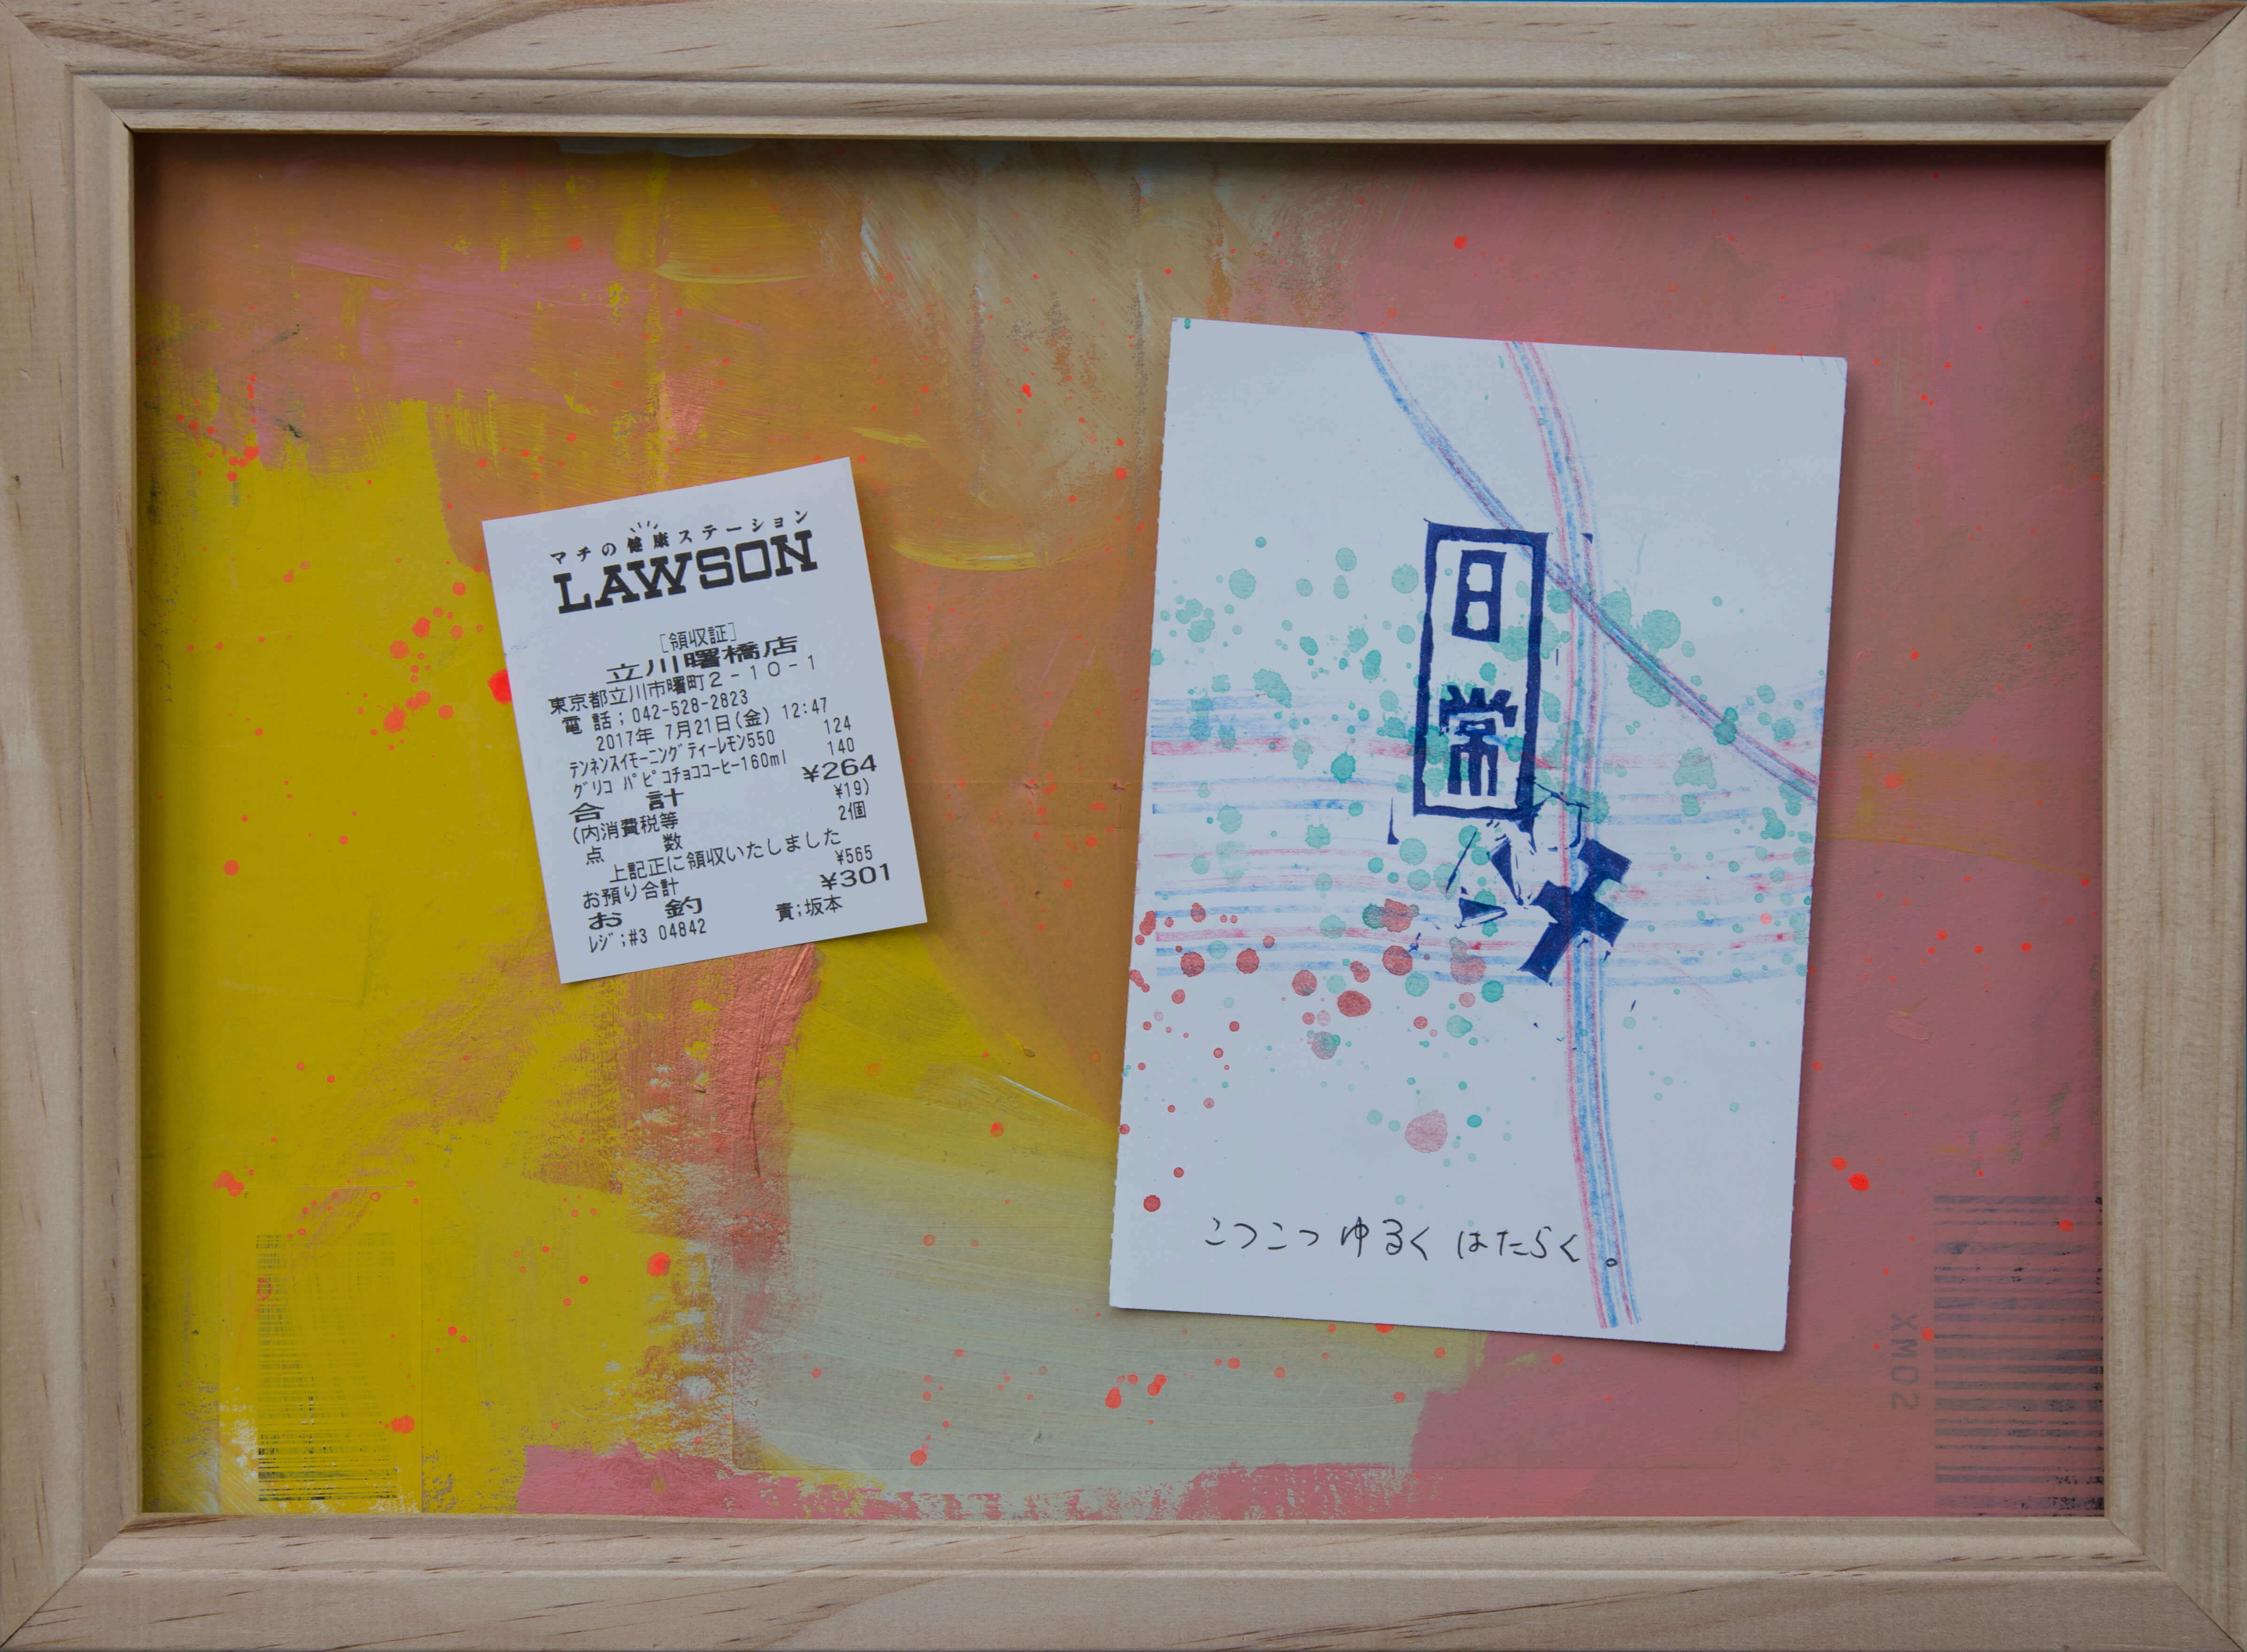 マチの健康ステーション
LAWSON
[領収証]
立川曙橋店
東京都立川市曙町2-10-1
電 話;042-528-2823
2017年 7月21日(金) 12:47
テンネンスイモーニングティーレモン550 124
グリコ パピコチョココーヒー160ml 140
合 計 ¥264
(内消費税等 ¥19)
点 数 2個
上記正に領収いたしました
お預り合計 ¥565
お 釣 ¥301
レジ;#3 04842 責;坂本
日常
こつこつ ゆるく はたらく。
XM02